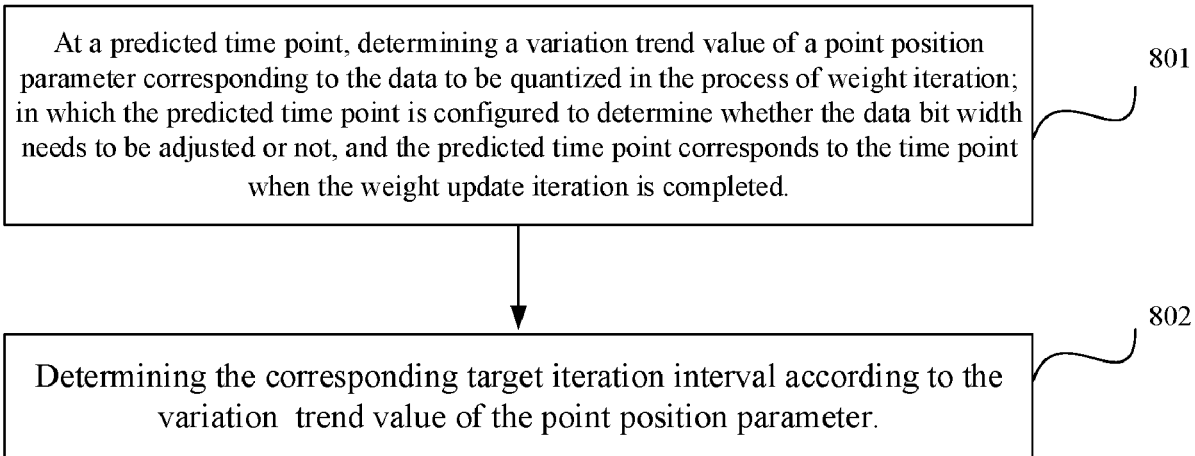 At a predicted time point, determining a variation trend value of a point position
parameter corresponding to the data to be quantized in the process of weight iteration;
in which the predicted time point is configured to determine whether the data bit width
needs to be adjusted or not, and the predicted time point corresponds to the time point
when the weight update iteration is completed.
801
802
Determining the corresponding target iteration interval according to the
variation trend value of the point position parameter.